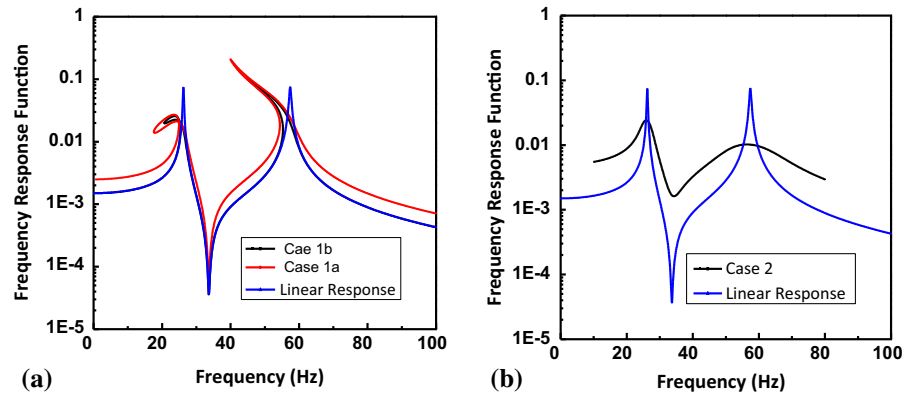 1
0.1
0.01
1E-3
1E-4
1E-5
Frequency Response Function
Cae 1b
Case 1a
Linear Response
0 20 40 60 80 100
Frequency (Hz)
(a)
1
0.1
0.01
1E-3
1E-4
1E-5
Frequency Response Function
Case 2
Linear Response
0 20 40 60 80 100
Frequency (Hz)
(b)